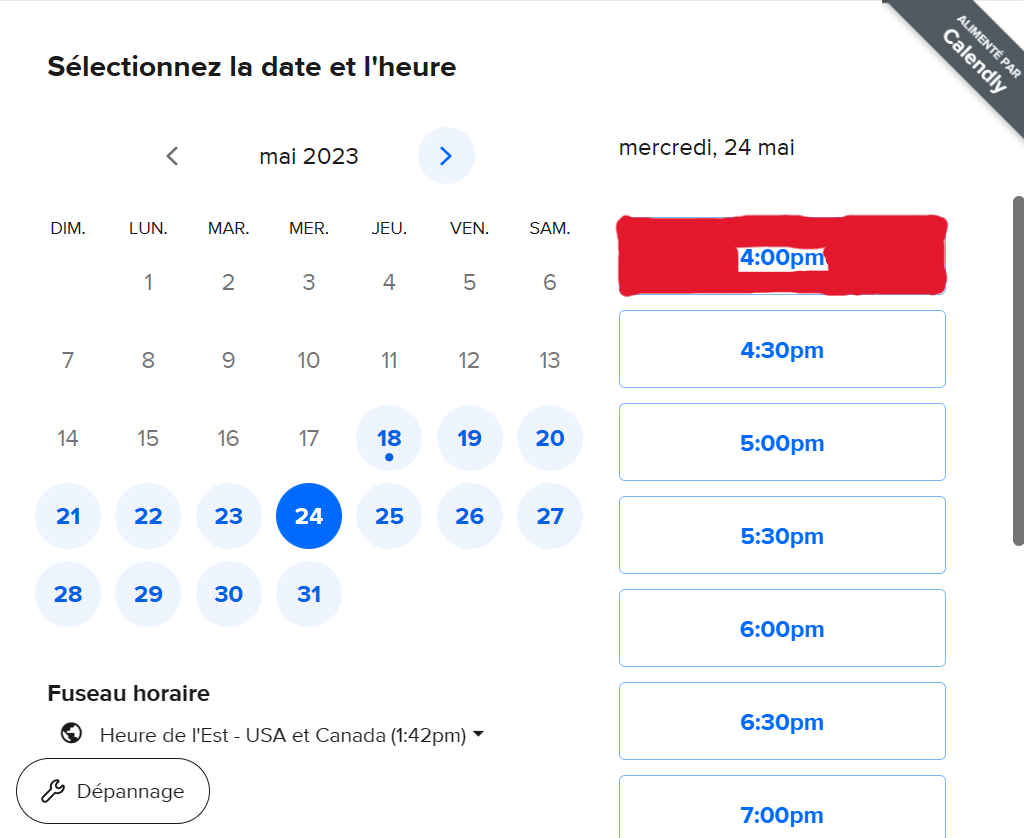 ALIMENTÉ PAR
Calendly
Sélectionnez la date et l'heure
mai 2023
DIM. LUN. MAR. MER. JEU. VEN. SAM.
1 2 3 4 5 6
7 8 9 10 11 12 13
14 15 16 17 18 19 20
21 22 23 24 25 26 27
28 29 30 31
Fuseau horaire
Heure de l'Est - USA et Canada (1:42pm)
Dépannage
mercredi, 24 mai
4:00pm
4:30pm
5:00pm
5:30pm
6:00pm
6:30pm
7:00pm